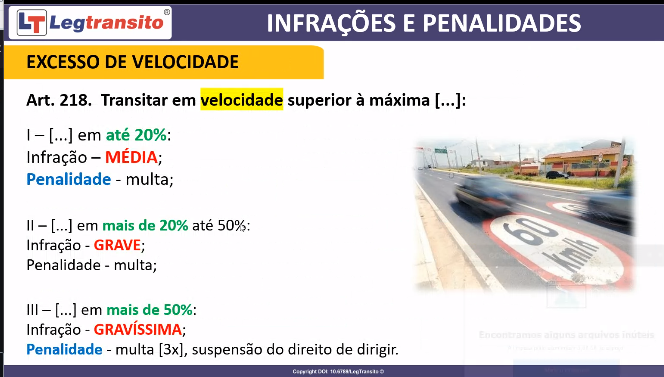 LT Legtransito®
INFRAÇÕES E PENALIDADES
EXCESSO DE VELOCIDADE
Art. 218. Transitar em velocidade superior à máxima [...]:
I – [...] em até 20%:
Infração – MÉDIA;
Penalidade - multa;
II – [...] em mais de 20% até 50%:
Infração - GRAVE;
Penalidade - multa;
III – [...] em mais de 50%:
Infração - GRAVÍSSIMA;
Penalidade - multa [3x], suspensão do direito de dirigir.
60
km/h
Encontramos alguns arquivos inúteis
Copyright DOI: 10.6789/LegTransito ©